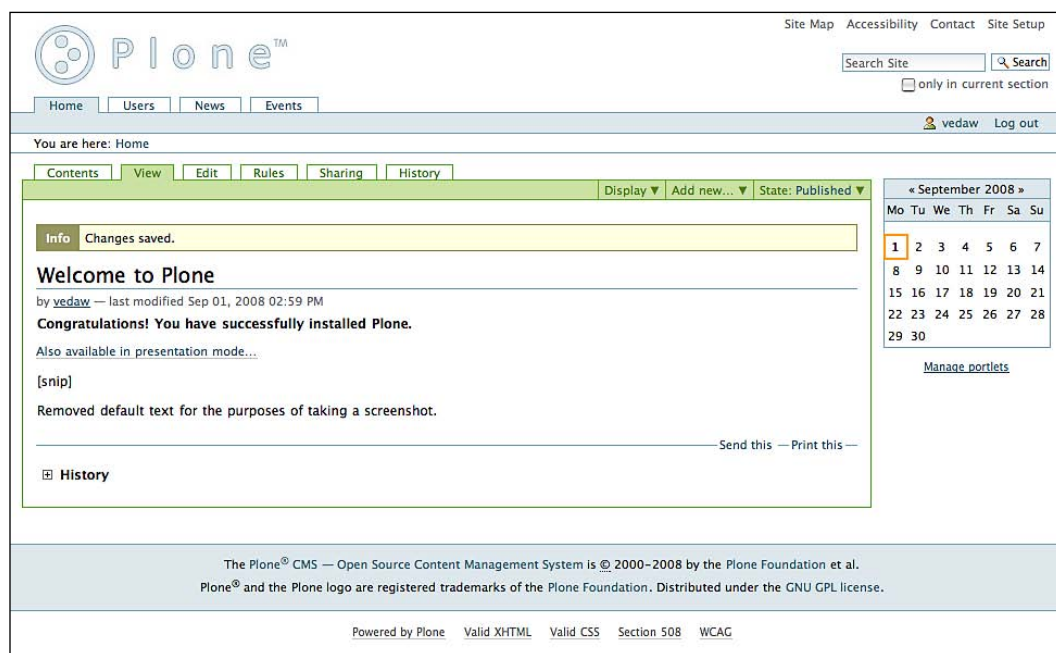 Site Map Accessibility Contact Site Setup
Plone™
Search Site Search
only in current section
Home Users News Events
vedaw Log out
You are here: Home
Contents View Edit Rules Sharing History
Display ▼ Add new... ▼ State: Published ▼
« September 2008 »
Mo Tu We Th Fr Sa Su
1 2 3 4 5 6 7
8 9 10 11 12 13 14
15 16 17 18 19 20 21
22 23 24 25 26 27 28
29 30
Manage portlets
Info Changes saved.
Welcome to Plone
by vedaw — last modified Sep 01, 2008 02:59 PM
Congratulations! You have successfully installed Plone.
Also available in presentation mode...
[snip]
Removed default text for the purposes of taking a screenshot.
Send this — Print this —
History
The Plone® CMS — Open Source Content Management System is © 2000-2008 by the Plone Foundation et al.
Plone® and the Plone logo are registered trademarks of the Plone Foundation. Distributed under the GNU GPL license.
Powered by Plone Valid XHTML Valid CSS Section 508 WCAG